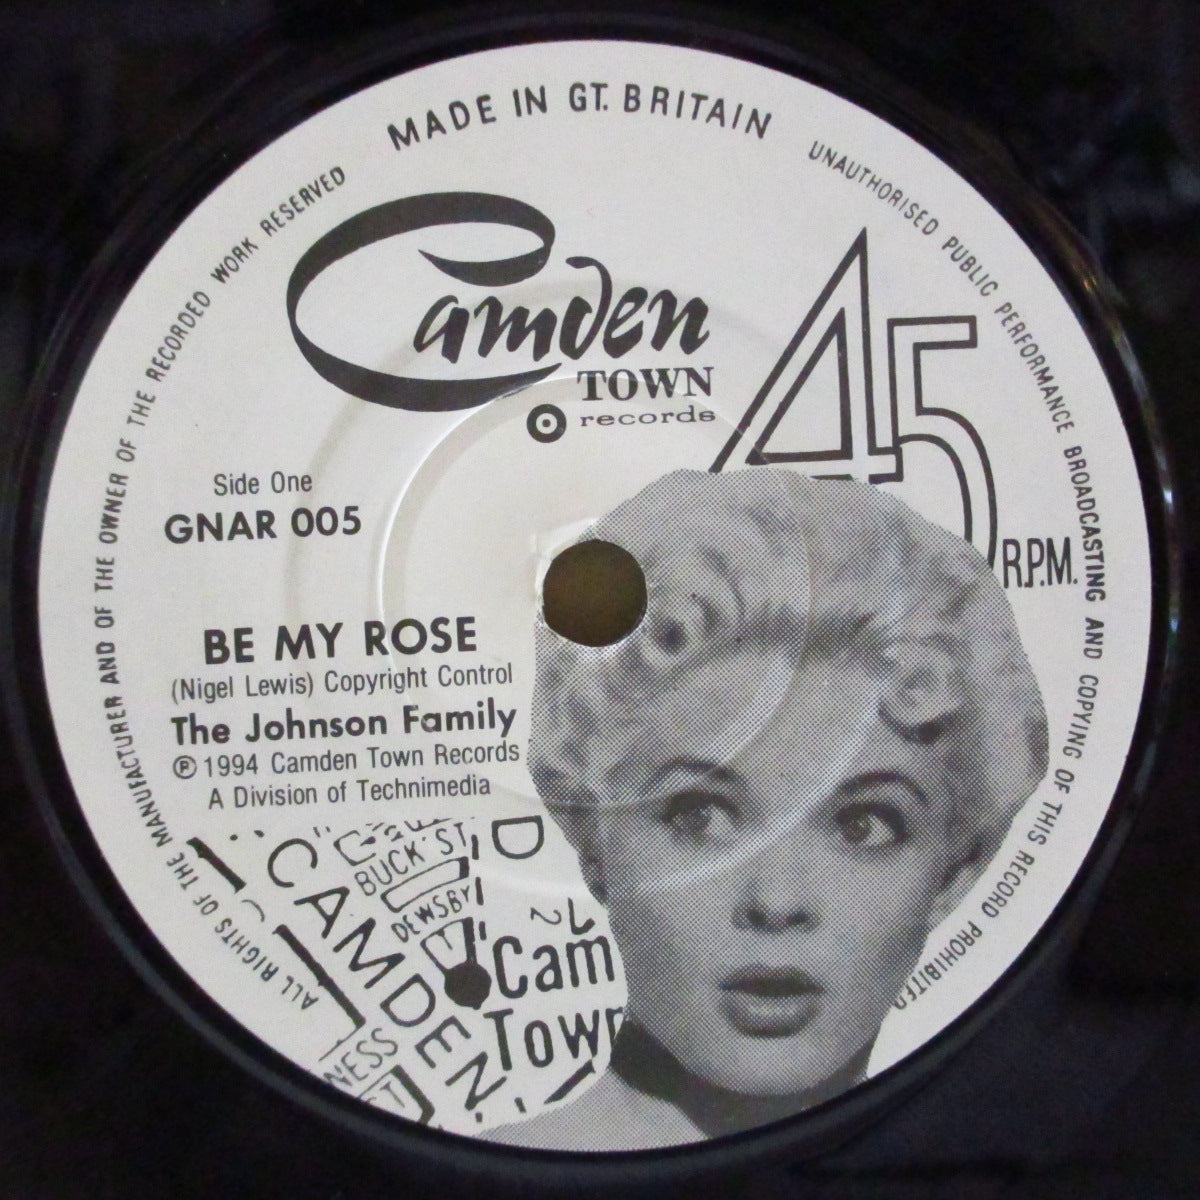 MADE IN GT. BRITAIN
UNAUTHORISED PUBLIC PERFORMANCE BROADCASTING AND COPYING OF THIS RECORD PROHIBITED
ALL RIGHTS OF THE MANUFACTURER AND OF THE OWNER OF THE RECORDED WORK RESERVED
Camden
TOWN
records
45
R.P.M.
Side One
GNAR 005
BE MY ROSE
(Nigel Lewis) Copyright Control
The Johnson Family
℗ 1994 Camden Town Records
A Division of Technimedia
CAMDEN
BUCK ST
DEWSBY
D
Cam
Town
NESS